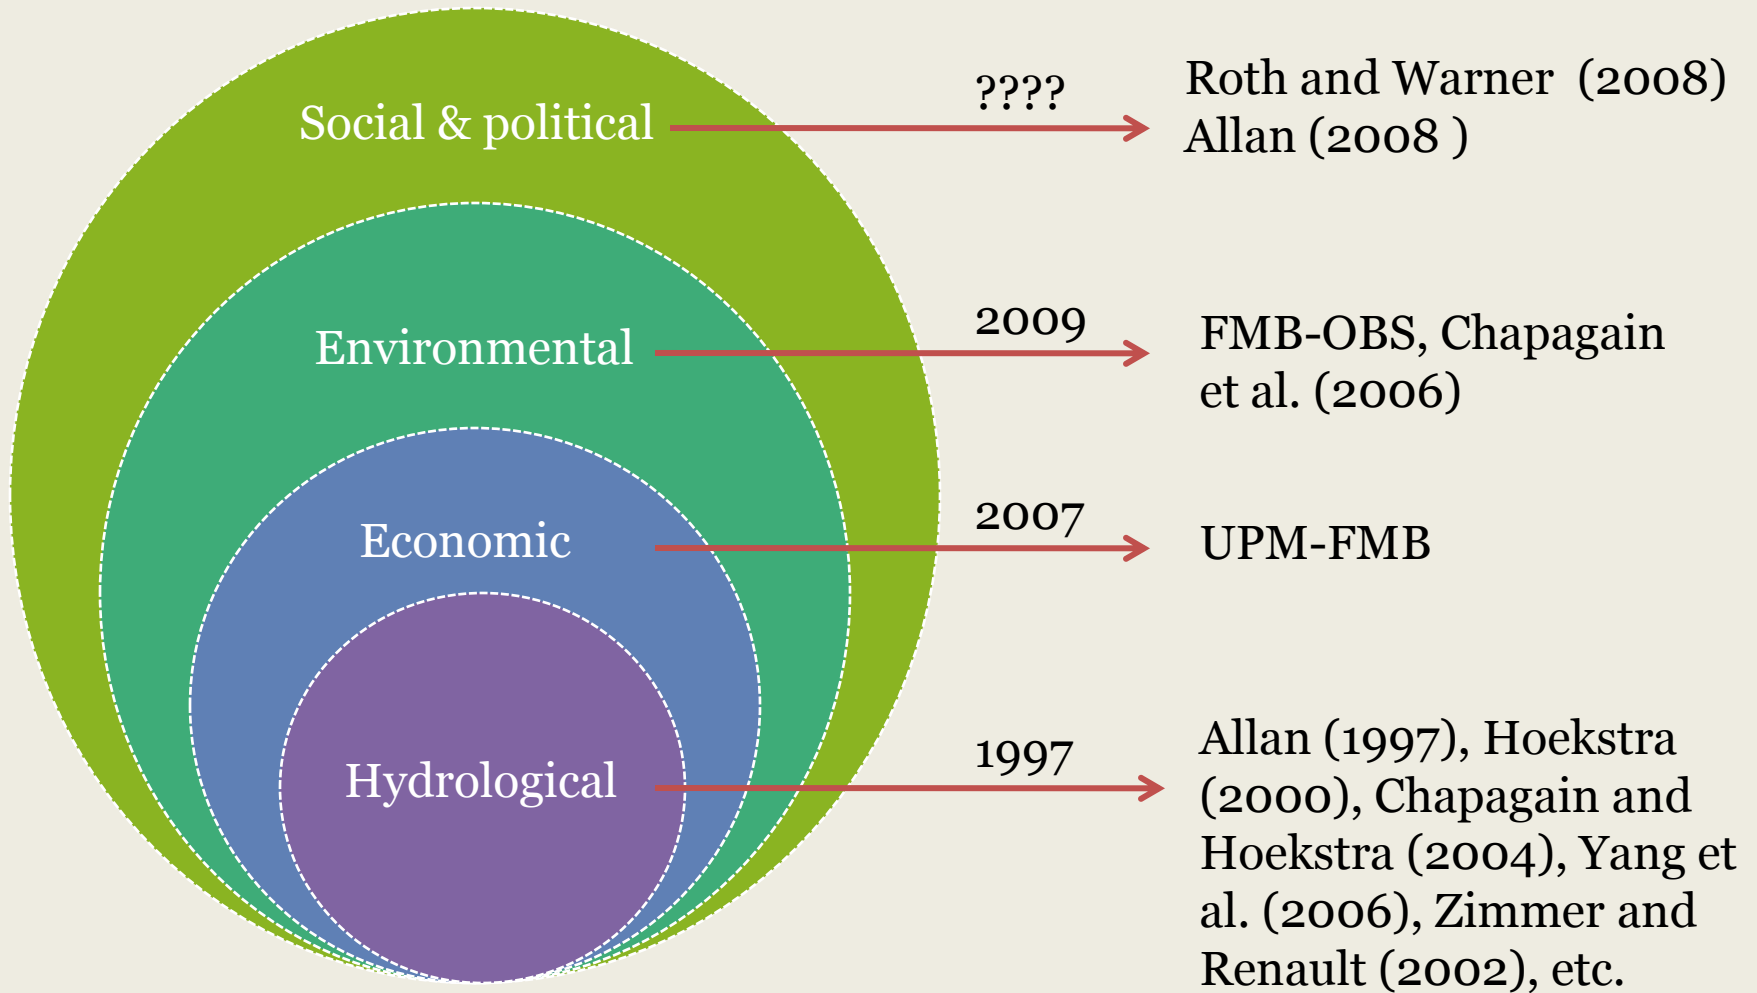 Social & political
????
Roth and Warner (2008)
Allan (2008 )
Environmental
2009
FMB-OBS, Chapagain
et al. (2006)
Economic
2007
UPM-FMB
Hydrological
1997
Allan (1997), Hoekstra
(2000), Chapagain and
Hoekstra (2004), Yang et
al. (2006), Zimmer and
Renault (2002), etc.